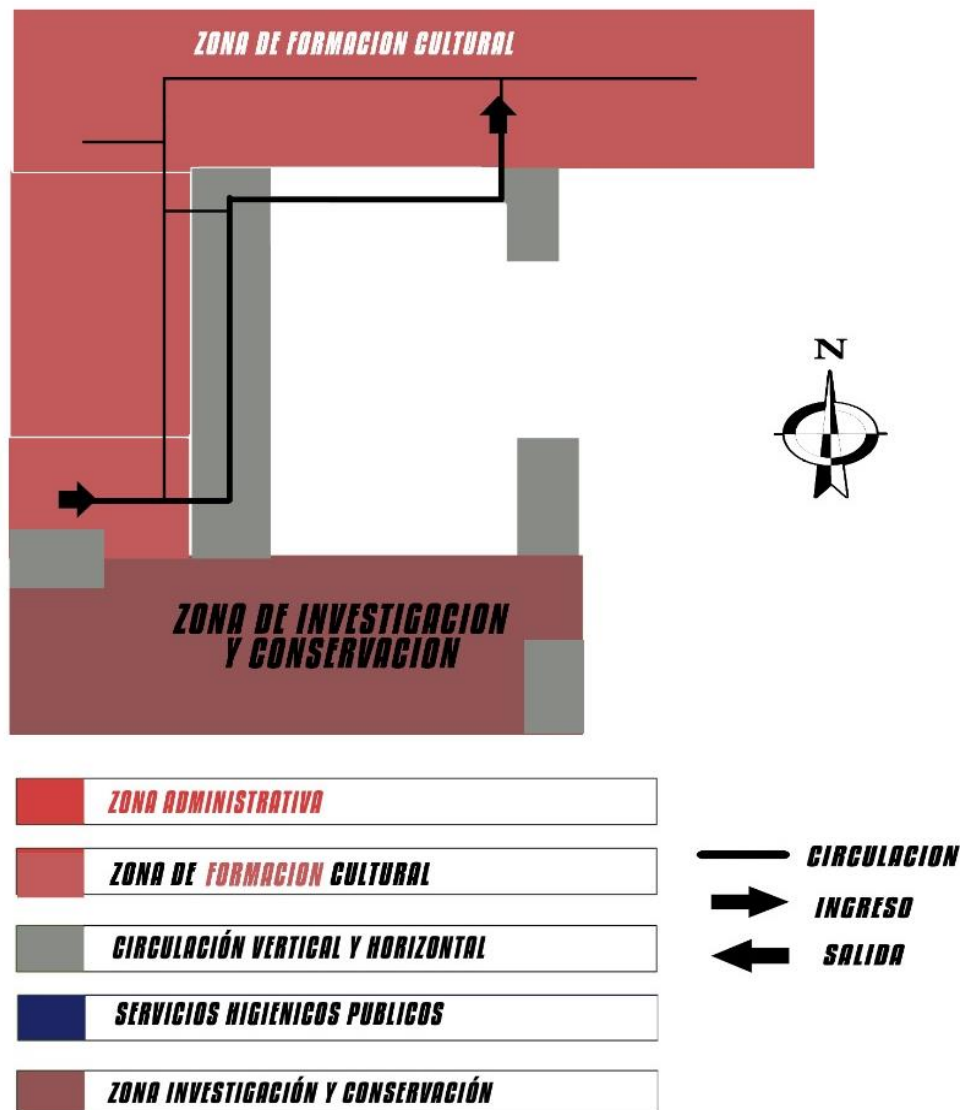 ZONA DE FORMACION CULTURAL
N
ZONA DE INVESTIGACION
Y CONSERVACION
ZONA ADMINISTRATIVA
ZONA DE FORMACION CULTURAL
CIRCULACIÓN VERTICAL Y HORIZONTAL
SERVICIOS HIGIENICOS PUBLICOS
ZONA INVESTIGACIÓN Y CONSERVACIÓN
CIRCULACION
INGRESO
SALIDA